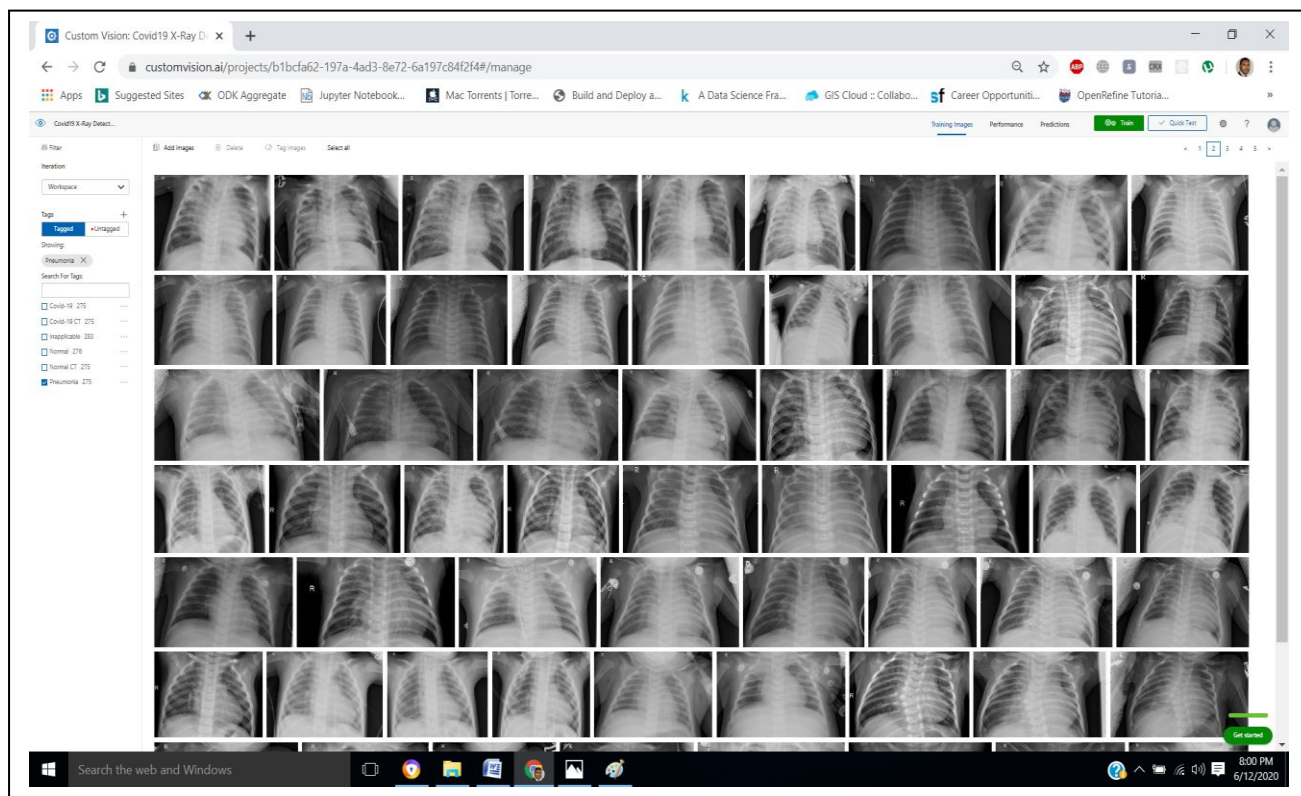 Custom Vision: Covid19 X-Ray D
customvision.ai/projects/b1bcfa62-197a-4ad3-8e72-6a197c84f2f4#/manage
ABP
CRX
Apps Suggested Sites ODK Aggregate Jupyter Notebook... Mac Torrents | Torre... Build and Deploy a... A Data Science Fra... GIS Cloud :: Collabo... Career Opportuniti... OpenRefine Tutoria...
Covid19 X-Ray Detect... Training Images Performance Predictions Train Quick Test ?
Filter Add images Delete Tag images Select all < 1 2 3 4 5 >
Iteration
Workspace
Tags +
Tagged Untagged
Showing:
Pneumonia X
Search For Tags:
Covid-19 275 ...
Covid-19 CT 275 ...
Normal 276 ...
Normal CT 275 ...
Pneumonia 275 ...
Get started
Search the web and Windows
8:00 PM
6/12/2020